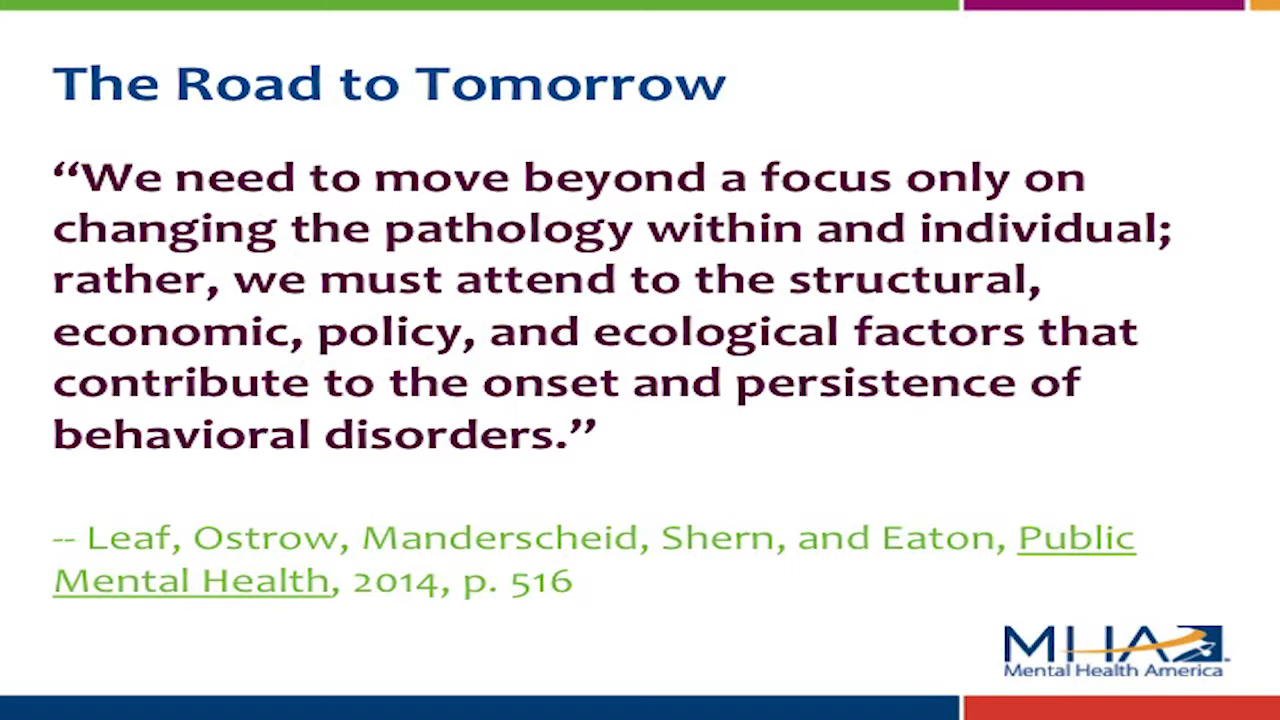 The Road to Tomorrow
“We need to move beyond a focus only on
changing the pathology within and individual;
rather, we must attend to the structural,
economic, policy, and ecological factors that
contribute to the onset and persistence of
behavioral disorders.”
-- Leaf, Ostrow, Manderscheid, Shern, and Eaton, Public
Mental Health, 2014, p. 516
MHA
Mental Health America